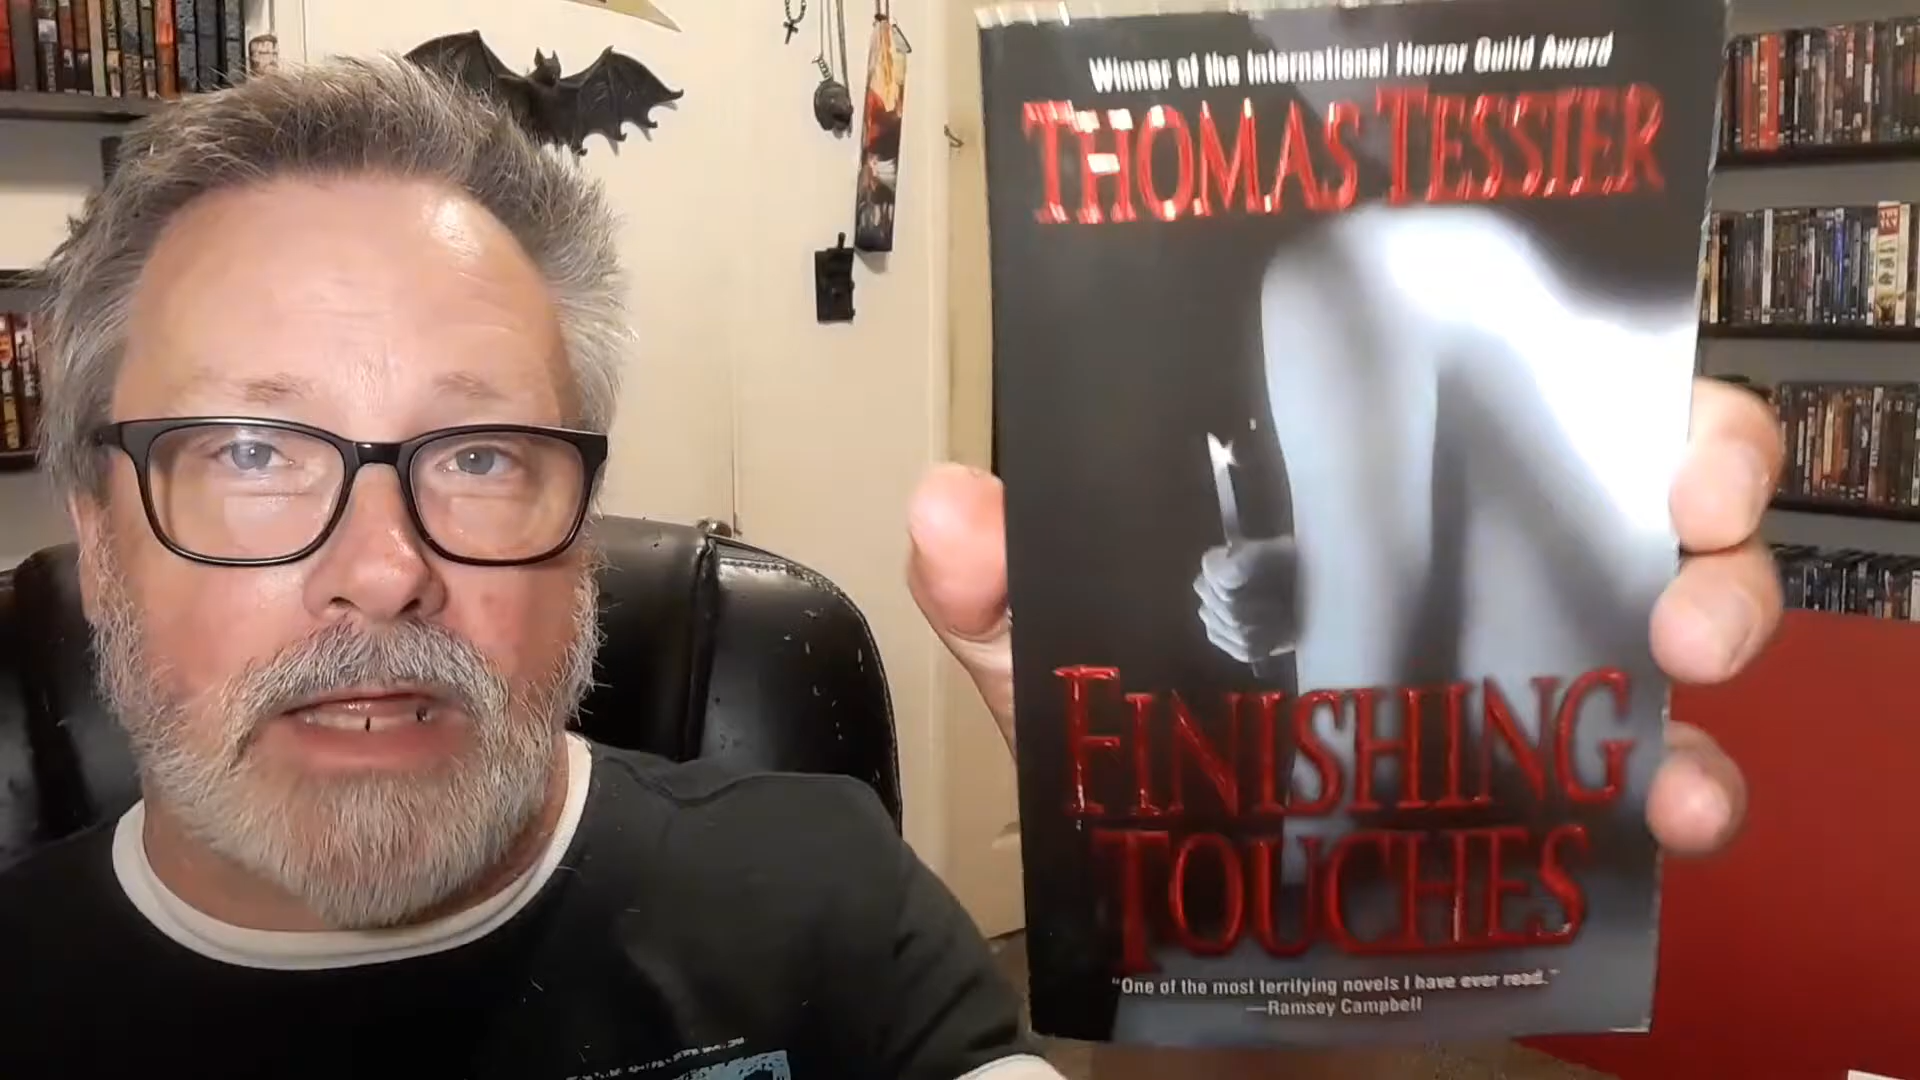 Winner of the International Horror Guild Award
THOMAS TESSIER
FINISHING
TOUCHES
"One of the most terrifying novels I have ever read."
—Ramsey Campbell